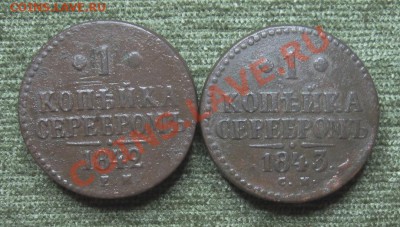 1
КОПѢЙКА
СЕРЕБРОМЪ
1
КОПѢЙКА
СЕРЕБРОМЪ
1843
COINS.LAVE.RU
COINS.LAVE.RU